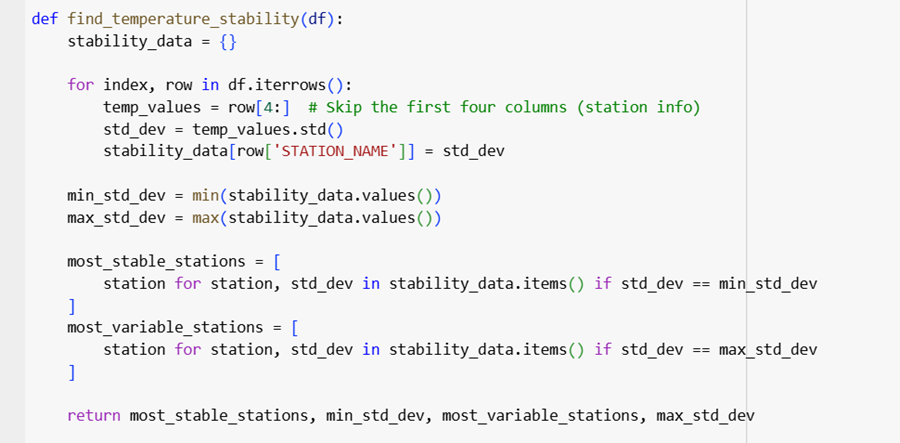 def find_temperature_stability(df):
    stability_data = {}

    for index, row in df.iterrows():
        temp_values = row[4:]  # Skip the first four columns (station info)
        std_dev = temp_values.std()
        stability_data[row['STATION_NAME']] = std_dev

    min_std_dev = min(stability_data.values())
    max_std_dev = max(stability_data.values())

    most_stable_stations = [
        station for station, std_dev in stability_data.items() if std_dev == min_std_dev
    ]
    most_variable_stations = [
        station for station, std_dev in stability_data.items() if std_dev == max_std_dev
    ]

    return most_stable_stations, min_std_dev, most_variable_stations, max_std_dev